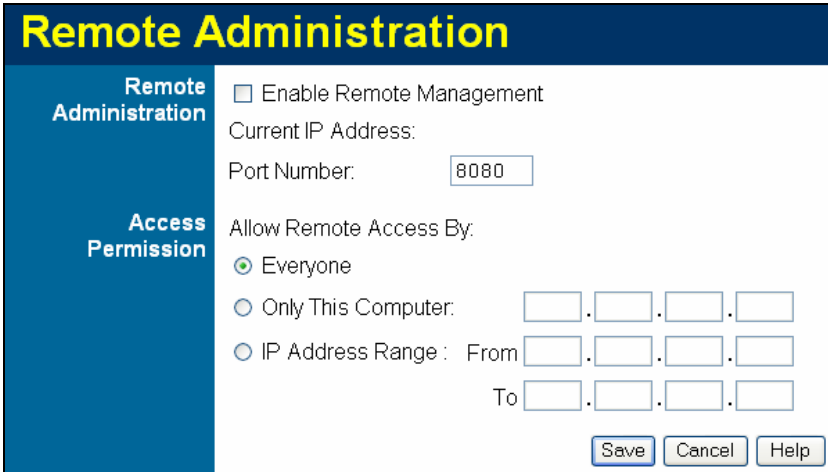 Remote Administration
Remote Administration
Enable Remote Management
Current IP Address:
Port Number: 8080
Access Permission
Allow Remote Access By:
Everyone
Only This Computer: . . .
IP Address Range : From . . .
To . . .
Save Cancel Help